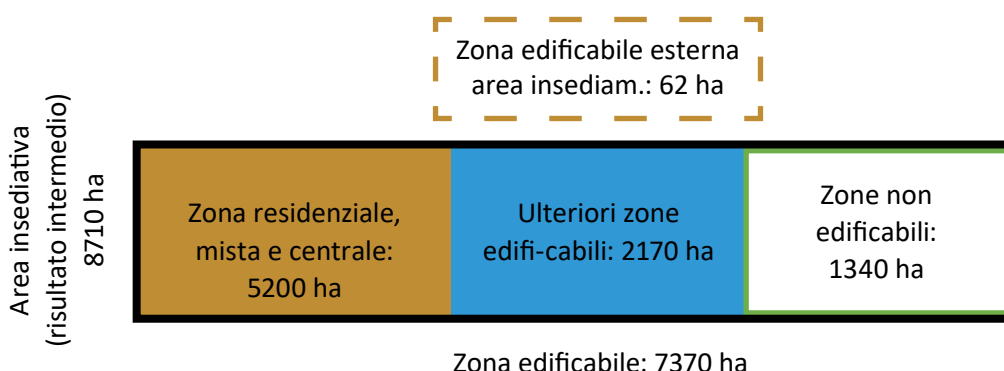 Zona edificabile esterna
area insediam.: 62 ha
Area insediativa
(risultato intermedio)
8710 ha
Zona residenziale,
mista e centrale:
5200 ha
Ulteriori zone
edifi-cabili: 2170 ha
Zone non
edificabili:
1340 ha
Zona edificabile: 7370 ha